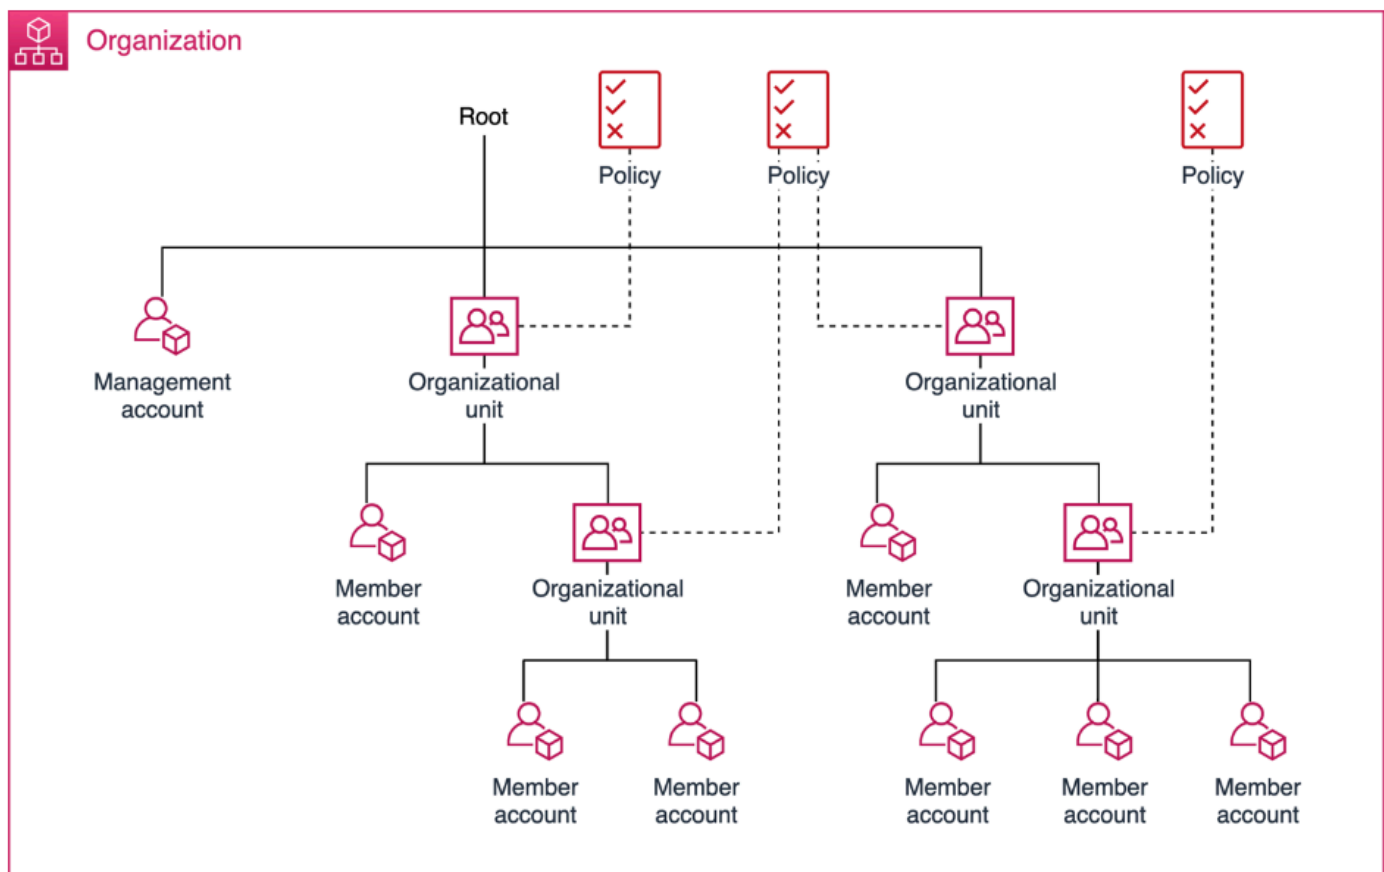 Organization
Root
Policy
Policy
Policy
Management
account
Organizational
unit
Organizational
unit
Member
account
Organizational
unit
Member
account
Organizational
unit
Member
account
Member
account
Member
account
Member
account
Member
account